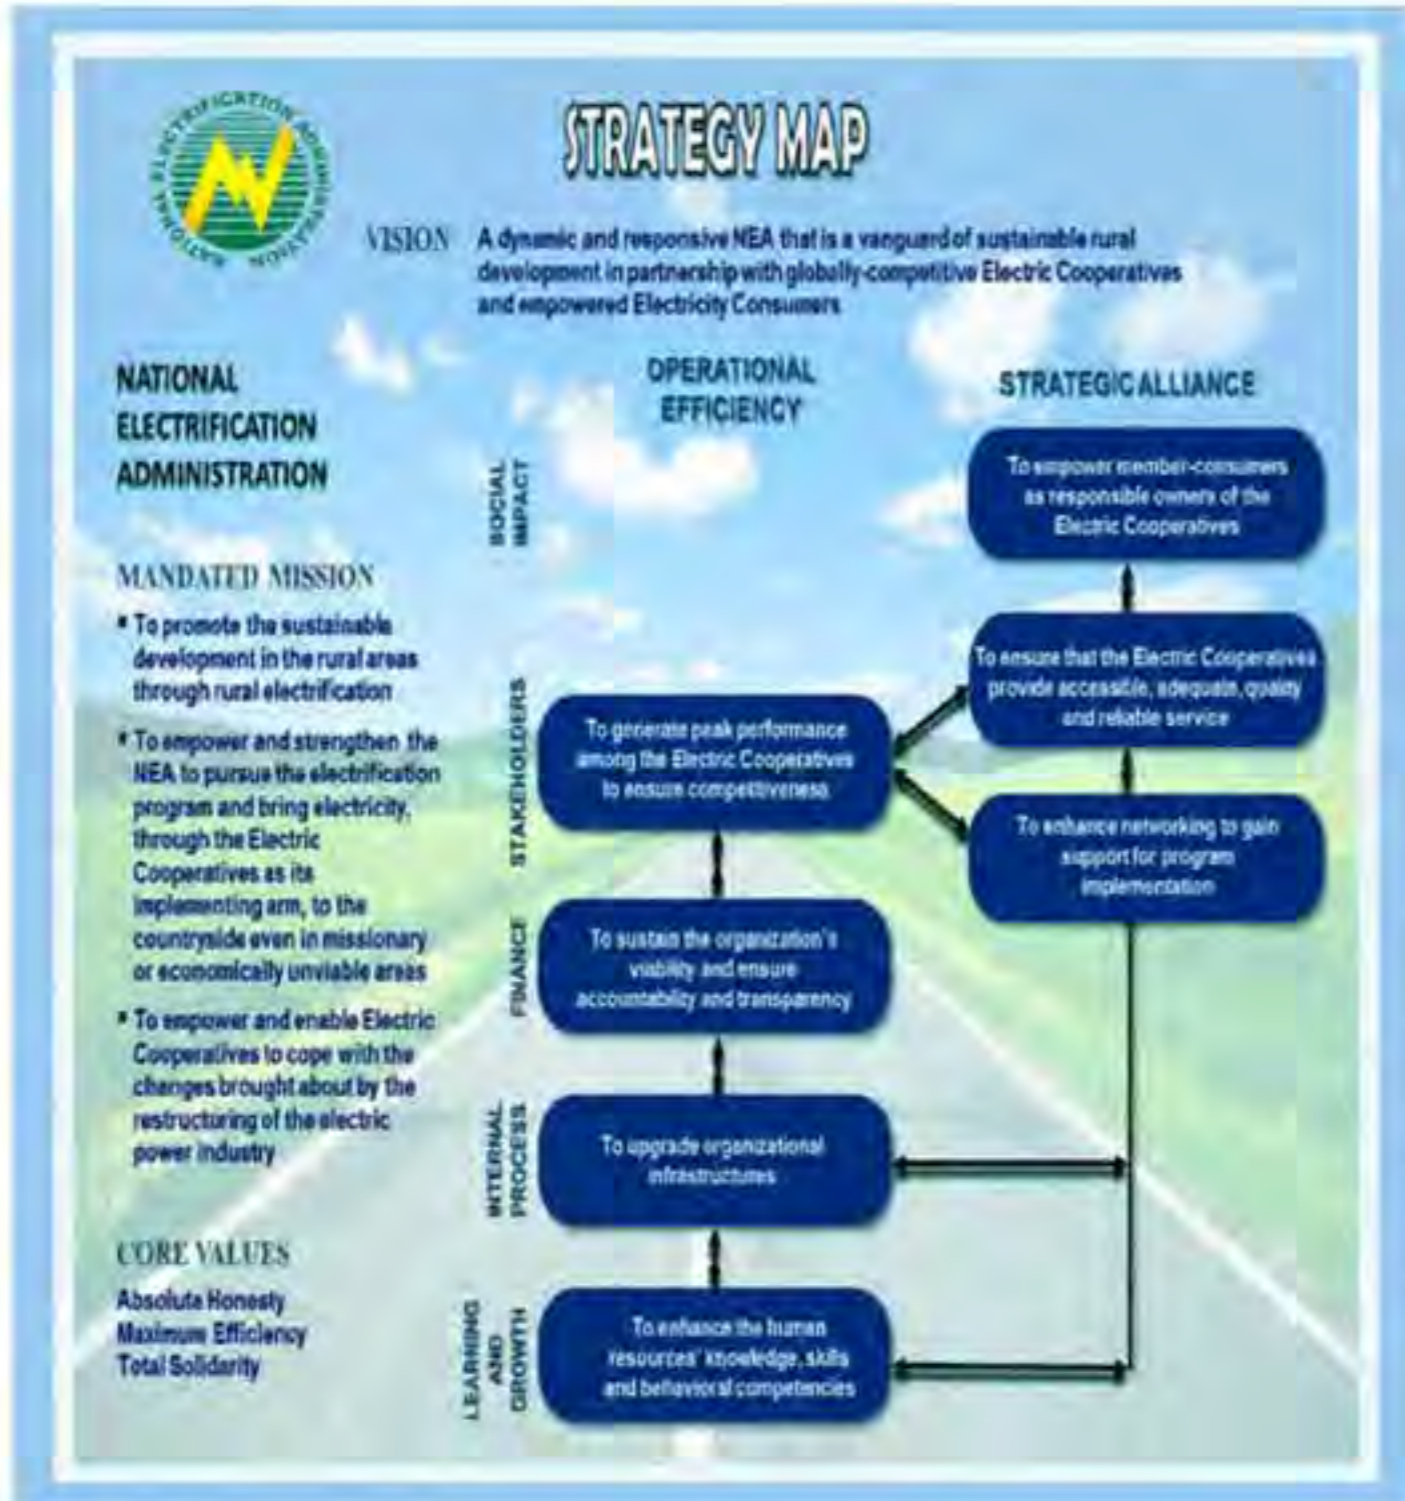 NATIONAL ELECTRIFICATION ADMINISTRATION
STRATEGY MAP
VISION
A dynamic and responsive NEA that is a vanguard of sustainable rural
development in partnership with globally-competitive Electric Cooperatives
and empowered Electricity Consumers
NATIONAL
ELECTRIFICATION
ADMINISTRATION
MANDATED MISSION
▪ To promote the sustainable
development in the rural areas
through rural electrification
▪ To empower and strengthen the
NEA to pursue the electrification
program and bring electricity,
through the Electric
Cooperatives as its
implementing arm, to the
countryside even in missionary
or economically unviable areas
▪ To empower and enable Electric
Cooperatives to cope with the
changes brought about by the
restructuring of the electric
power industry
CORE VALUES
Absolute Honesty
Maximum Efficiency
Total Solidarity
OPERATIONAL
EFFICIENCY
STRATEGIC ALLIANCE
SOCIAL
IMPACT
To empower member-consumers
as responsible owners of the
Electric Cooperatives
STAKEHOLDERS
To generate peak performance
among the Electric Cooperatives
to ensure competitiveness
To ensure that the Electric Cooperatives
provide accessible, adequate, quality
and reliable service
To enhance networking to gain
support for program
implementation
FINANCE
To sustain the organization's
viability and ensure
accountability and transparency
INTERNAL
PROCESS
To upgrade organizational
infrastructures
LEARNING
AND
GROWTH
To enhance the human
resources' knowledge, skills
and behavioral competencies